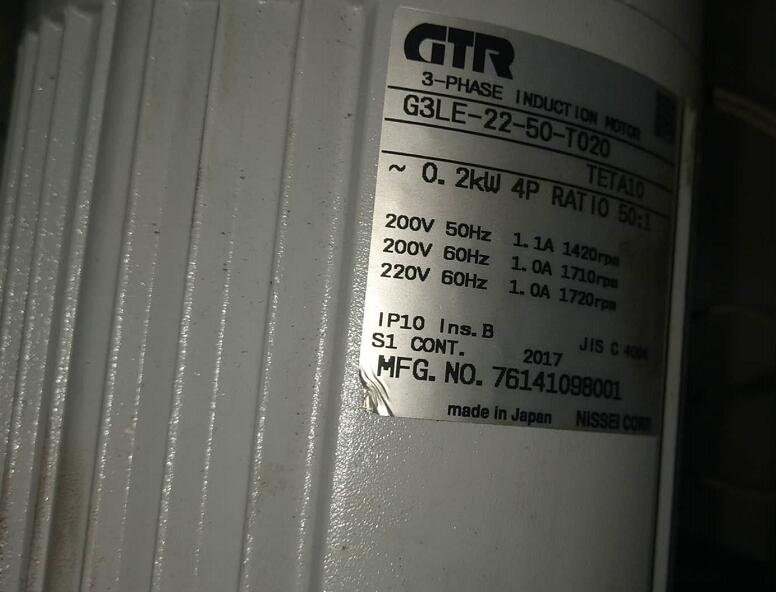 GTR
3-PHASE INDUCTION MOTOR
G3LE-22-50-T020
TETA10
~ 0.2kW 4P RATIO 50:1
200V 50Hz 1.1A 1420rpm
200V 60Hz 1.0A 1710rpm
220V 60Hz 1.0A 1720rpm
IP10 Ins.B JIS C 4004
S1 CONT. 2017
MFG.NO. 76141098001
made in Japan NISSEI CORP.